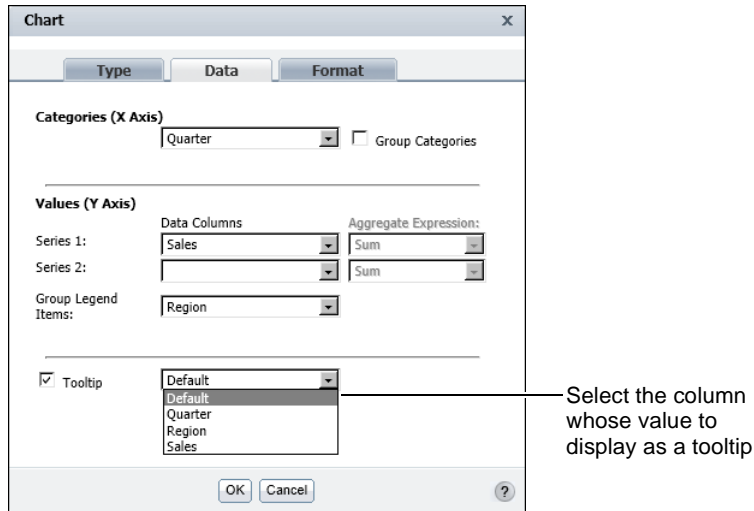 Chart x
Type Data Format
Categories (X Axis)
Quarter Group Categories
Values (Y Axis)
Data Columns Aggregate Expression:
Series 1: Sales Sum
Series 2: Sum
Group Legend
Items: Region
Tooltip Default
Default
Quarter
Region
Sales
Select the column
whose value to
display as a tooltip
OK Cancel ?